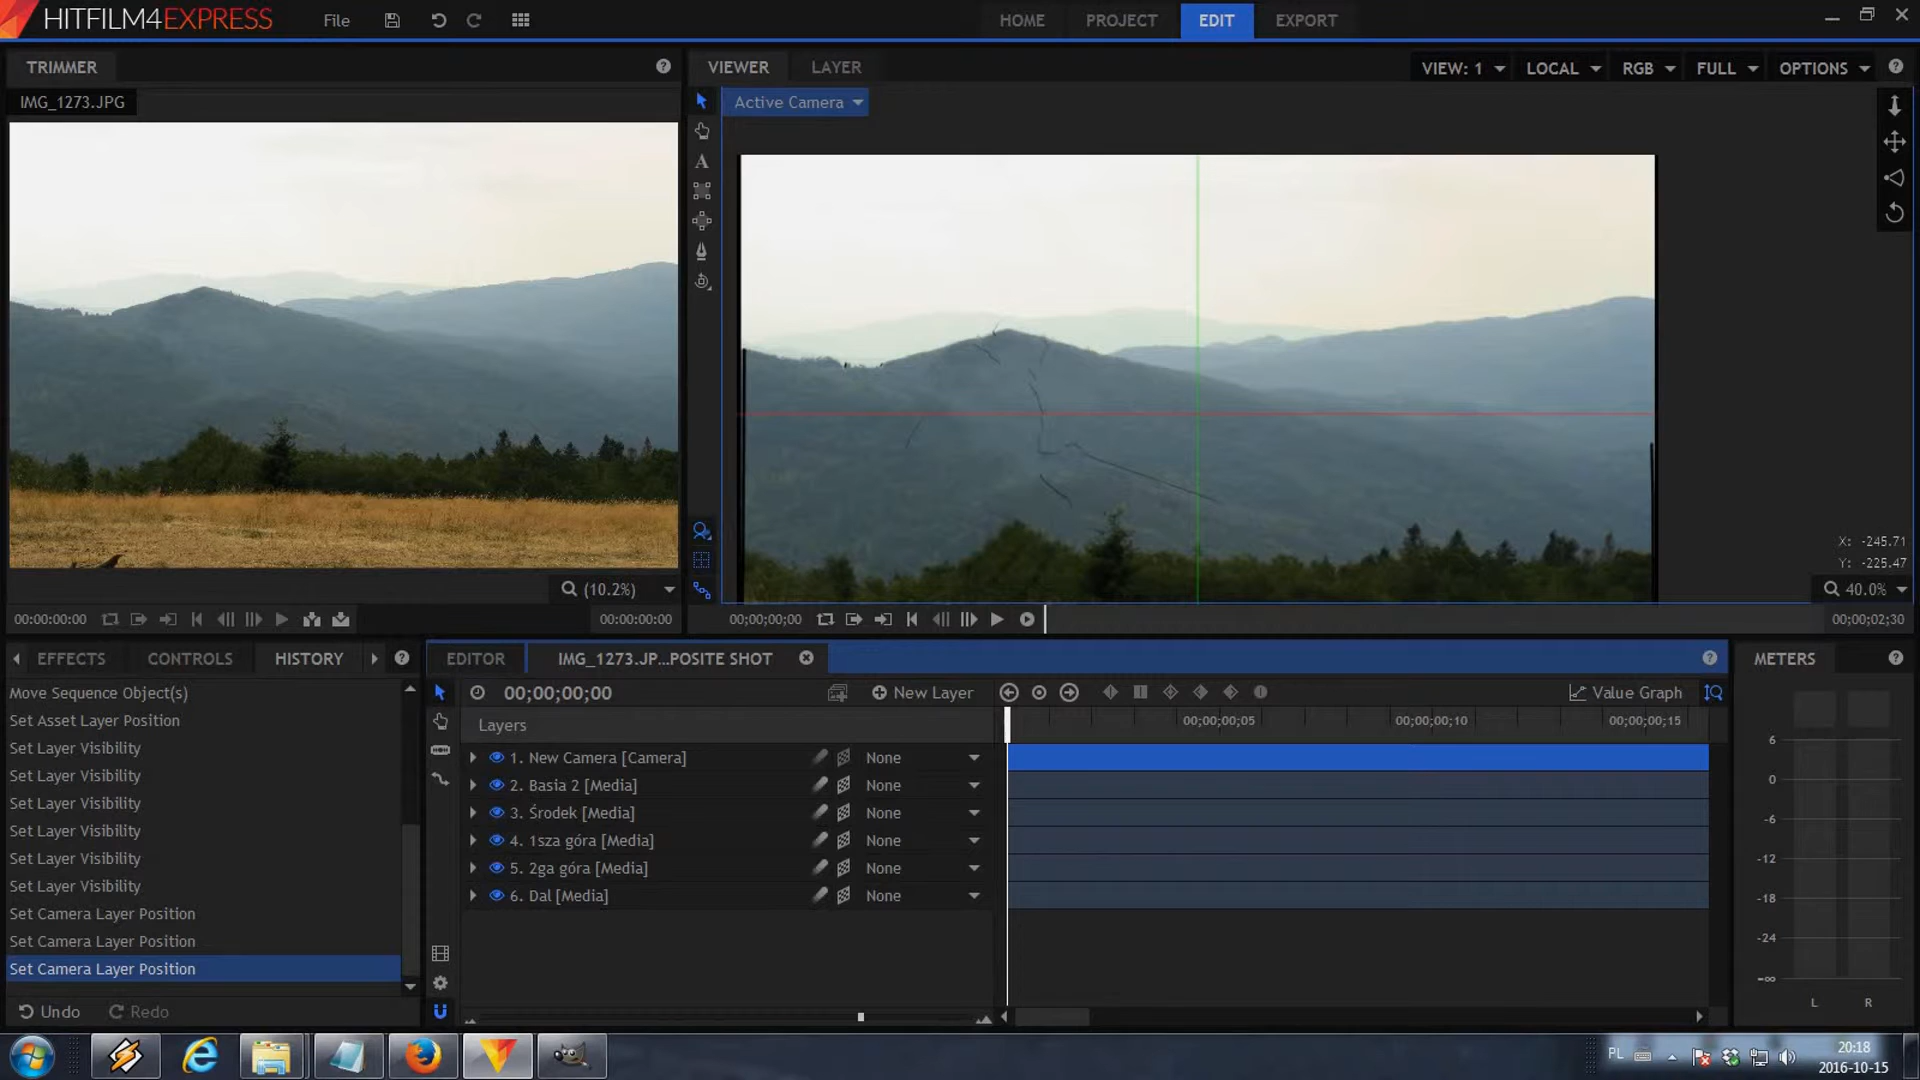 HITFILM4EXPRESS
File
HOME
PROJECT
EDIT
EXPORT
TRIMMER
IMG_1273.JPG
VIEWER
LAYER
VIEW: 1
LOCAL
RGB
FULL
OPTIONS
Active Camera
X: -245.71
Y: -225.47
(10.2%)
40.0%
00:00:00:00
00:00:00:00
00;00;00;00
00;00;02;30
EFFECTS
CONTROLS
HISTORY
EDITOR
IMG_1273.JP...POSITE SHOT
METERS
Move Sequence Object(s)
Set Asset Layer Position
Set Layer Visibility
Set Layer Visibility
Set Layer Visibility
Set Layer Visibility
Set Layer Visibility
Set Layer Visibility
Set Camera Layer Position
Set Camera Layer Position
Set Camera Layer Position
Undo
Redo
00;00;00;00
New Layer
Value Graph
Layers
00;00;00;05
00;00;00;10
00;00;00;15
1. New Camera [Camera] None
2. Basia 2 [Media] None
3. Środek [Media] None
4. 1sza góra [Media] None
5. 2ga góra [Media] None
6. Dal [Media] None
6
0
-6
-12
-18
-24
-∞
L R
PL
20:18
2016-10-15